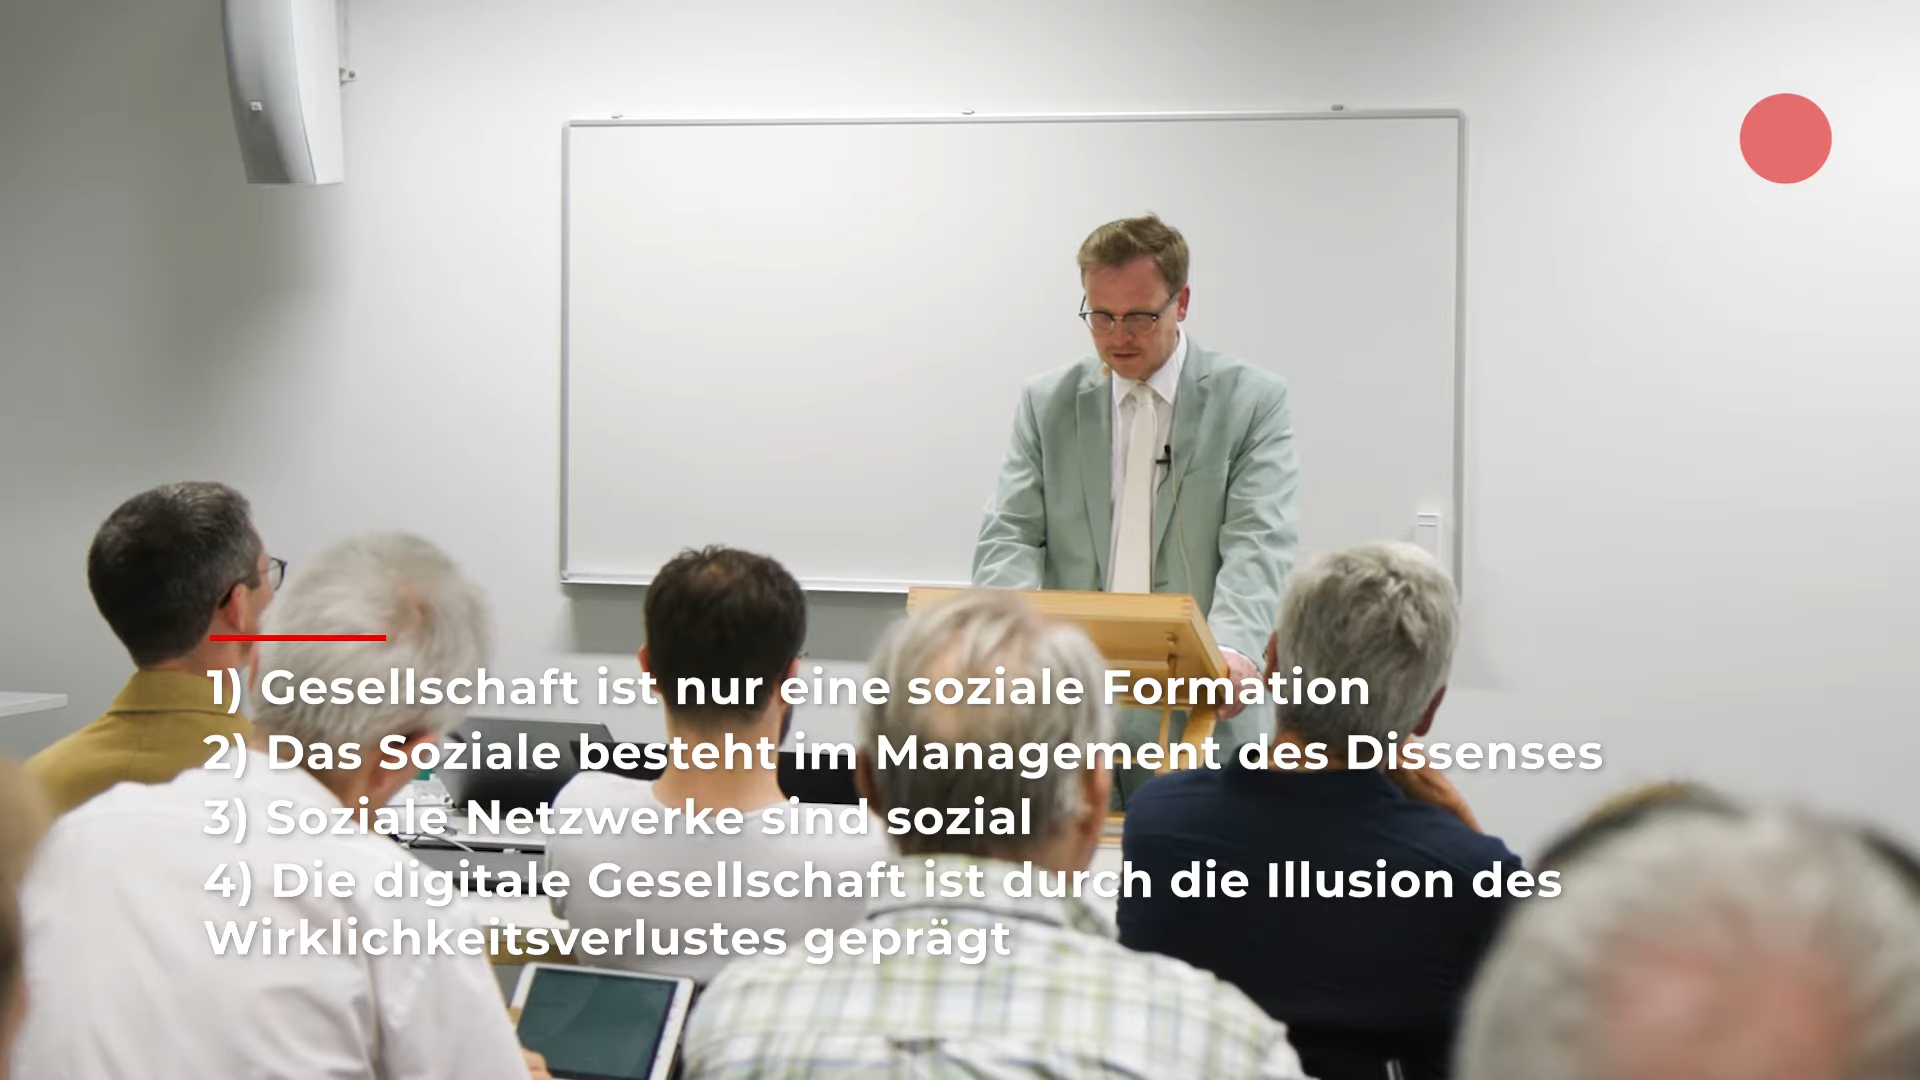 1) Gesellschaft ist nur eine soziale Formation
2) Das Soziale besteht im Management des Dissenses
3) Soziale Netzwerke sind sozial
4) Die digitale Gesellschaft ist durch die Illusion des
Wirklichkeitsverlustes geprägt